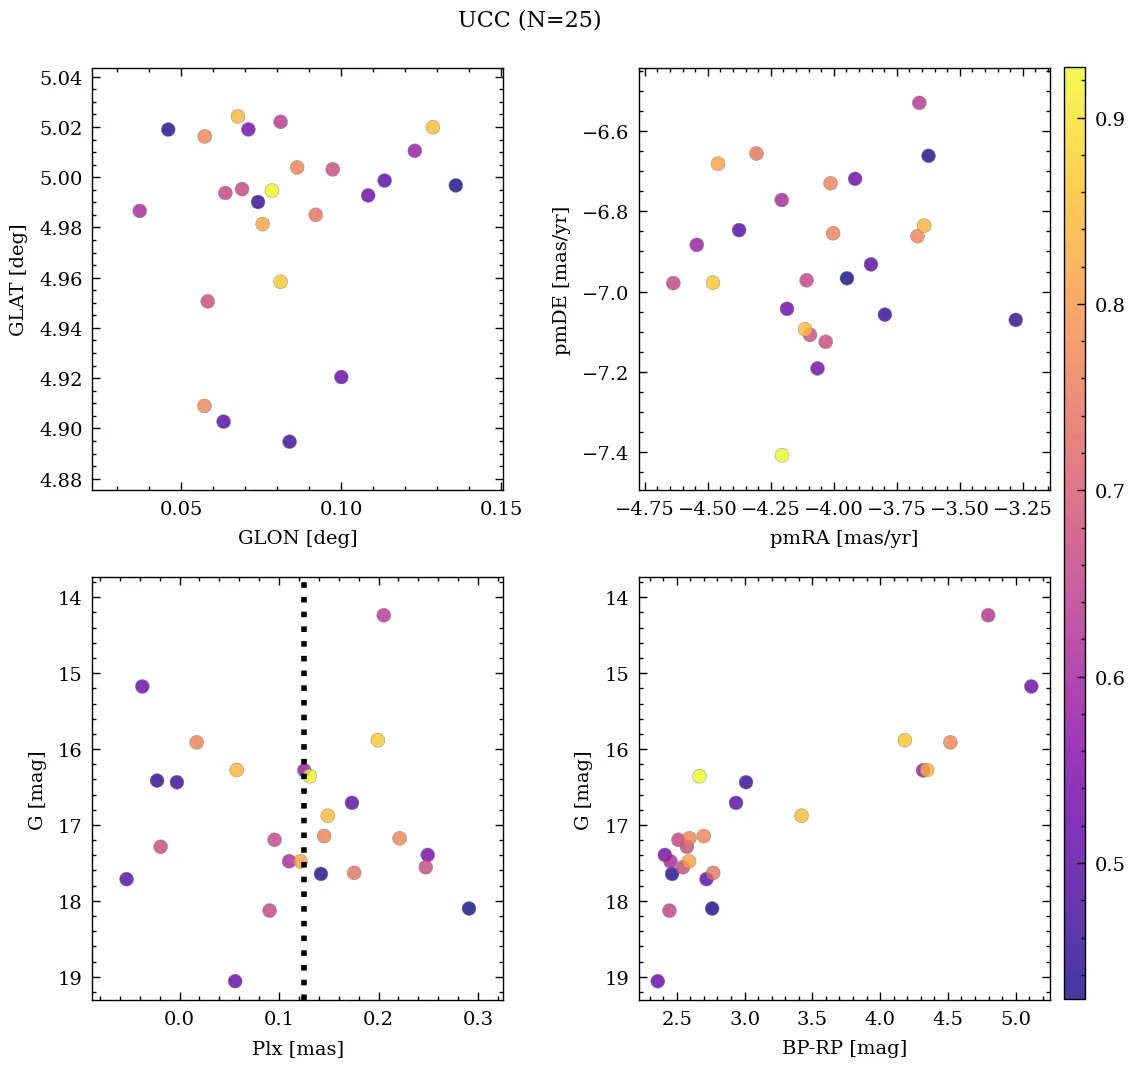 UCC (N=25)
5.04
5.02
5.00
4.98
4.96
4.94
4.92
4.90
4.88
GLAT [deg]
0.05 0.10 0.15
GLON [deg]
−6.6
−6.8
−7.0
−7.2
−7.4
pmDE [mas/yr]
−4.75 −4.50 −4.25 −4.00 −3.75 −3.50 −3.25
pmRA [mas/yr]
14
15
16
17
18
19
G [mag]
0.0 0.1 0.2 0.3
Plx [mas]
14
15
16
17
18
19
G [mag]
2.5 3.0 3.5 4.0 4.5 5.0
BP-RP [mag]
0.9
0.8
0.7
0.6
0.5